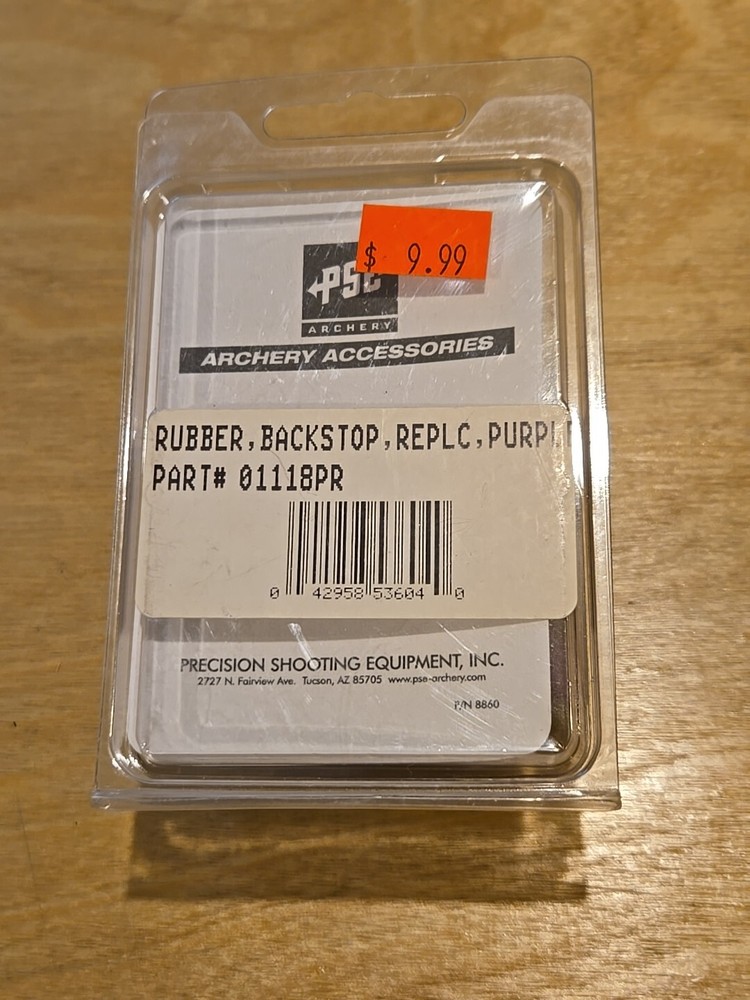 $ 9.99
PSE
ARCHERY
ARCHERY ACCESSORIES
RUBBER,BACKSTOP,REPLC,PURPLE
PART# 01118PR
0 42958 53604 0
PRECISION SHOOTING EQUIPMENT, INC.
2727 N. Fairview Ave. Tucson, AZ 85705 www.pse-archery.com
P/N 8860